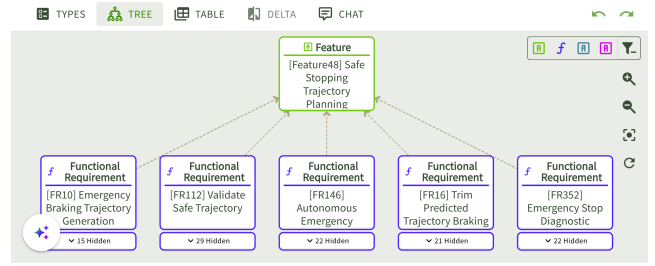 TYPES TREE TABLE DELTA CHAT
Feature
[Feature48] Safe
Stopping
Trajectory
Planning
Functional
Requirement
[FR10] Emergency
Braking Trajectory
Generation
15 Hidden
Functional
Requirement
[FR112] Validate
Safe Trajectory
29 Hidden
Functional
Requirement
[FR146]
Autonomous
Emergency
22 Hidden
Functional
Requirement
[FR16] Trim
Predicted
Trajectory Braking
21 Hidden
Functional
Requirement
[FR352]
Emergency Stop
Diagnostic
22 Hidden